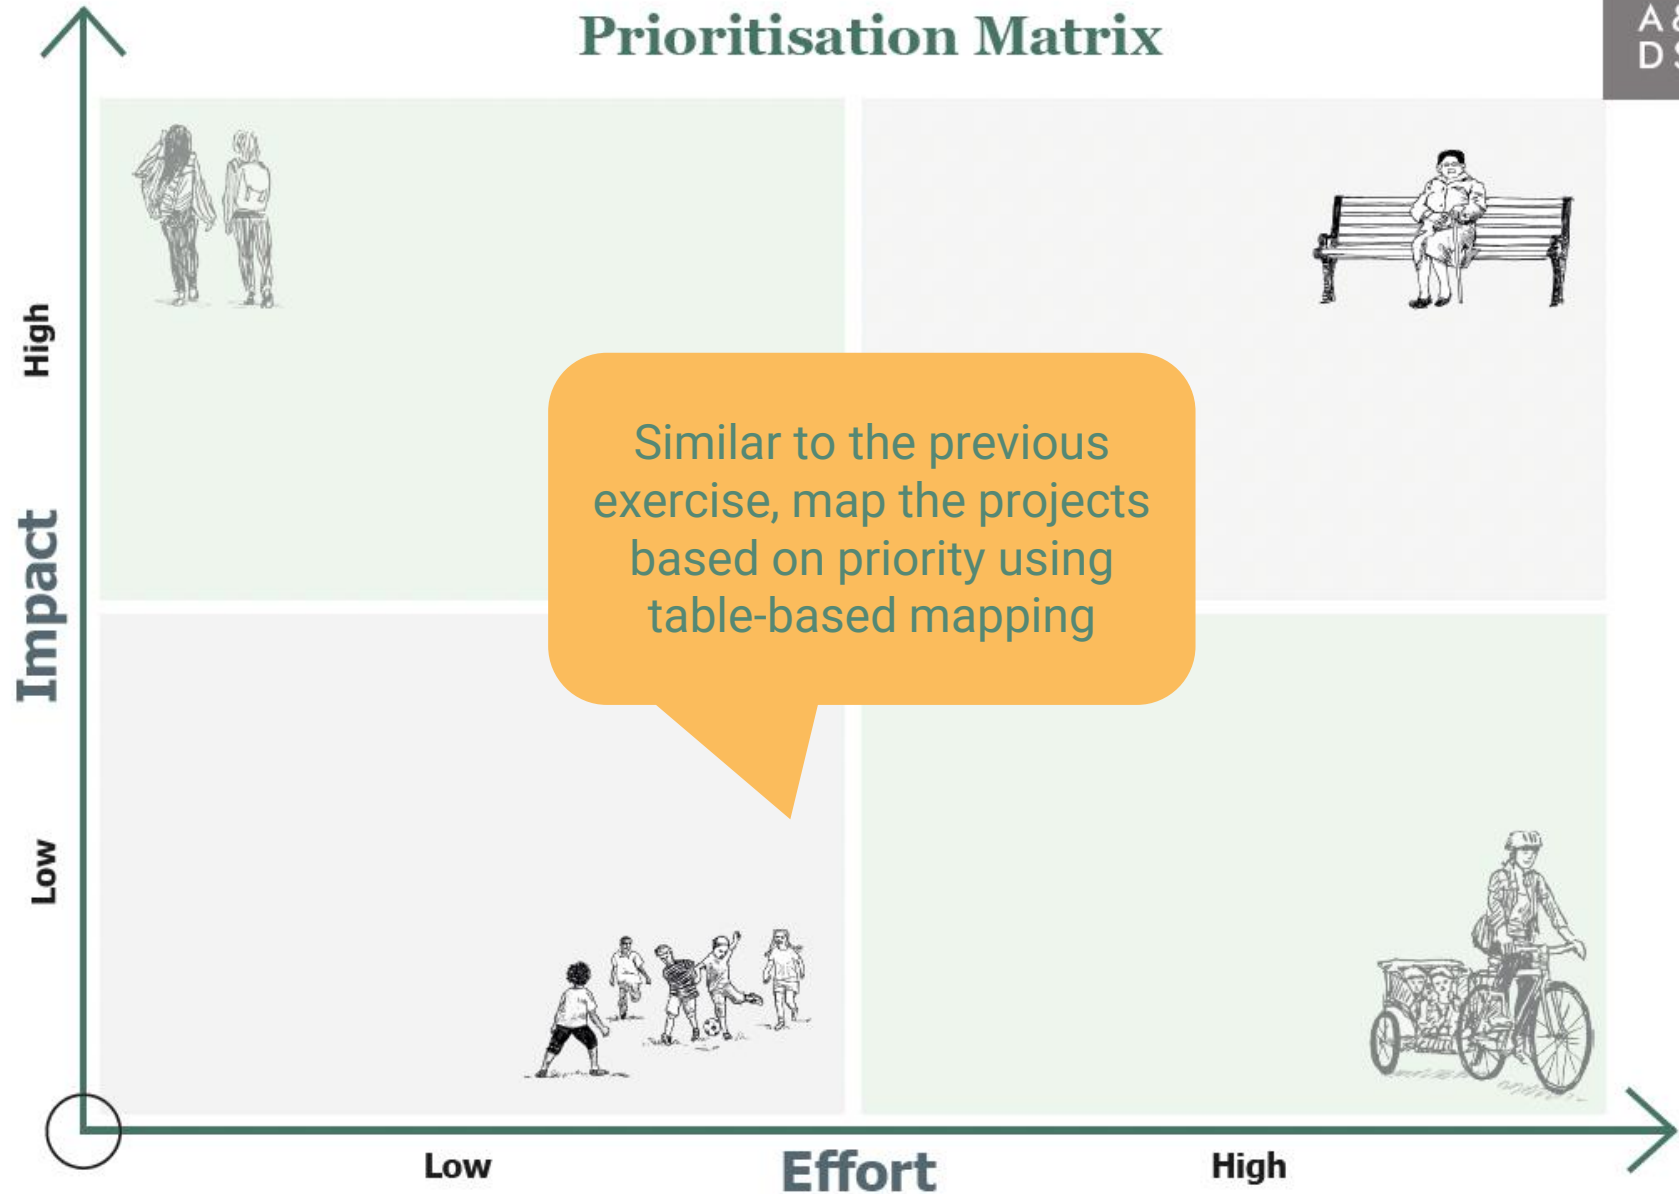 Prioritisation Matrix
A &
D S
High
Similar to the previous
exercise, map the projects
based on priority using
table-based mapping
Impact
Low
Low
Effort
High